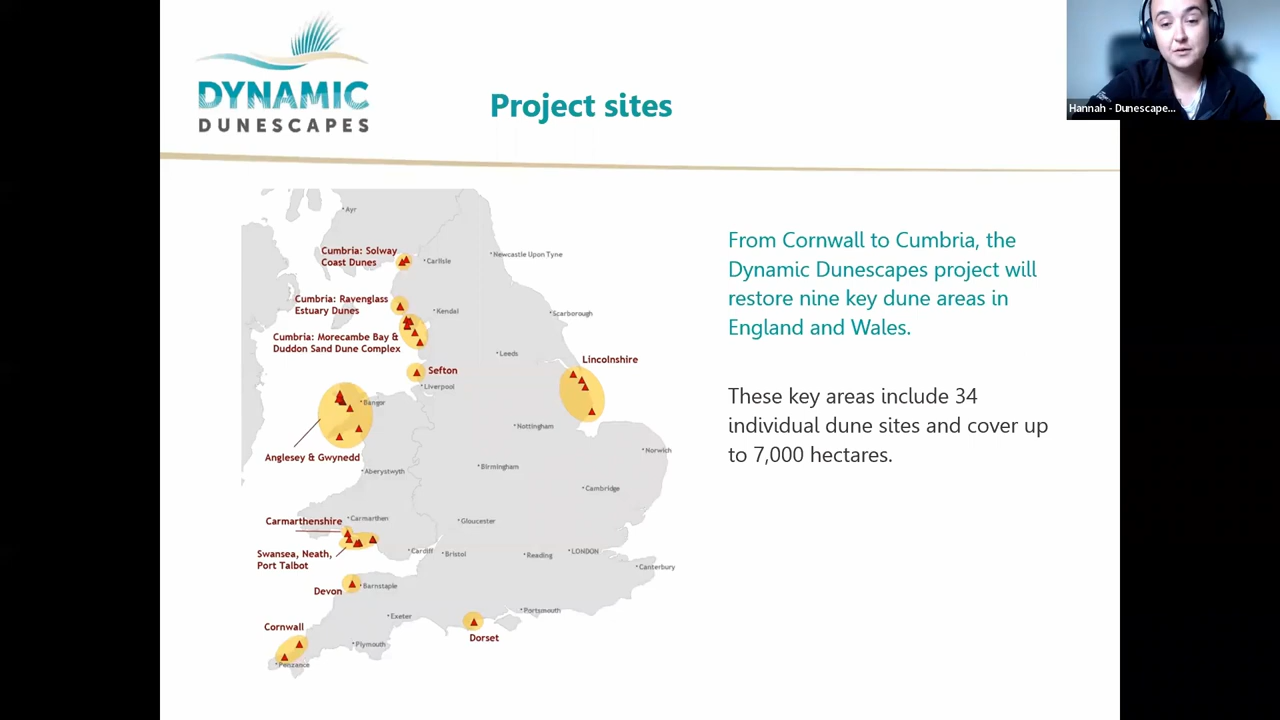 DYNAMIC
DUNESCAPES
Project sites
Hannah - Dunescape...
Ayr
Cumbria: Solway
Coast Dunes
Carlisle
Newcastle Upon Tyne
Cumbria: Ravenglass
Estuary Dunes
Kendal
Scarborough
Cumbria: Morecambe Bay &
Duddon Sand Dune Complex
Leeds
Lincolnshire
Sefton
Liverpool
Bangor
Nottingham
Anglesey & Gwynedd
Norwich
Aberystwyth
Birmingham
Cambridge
Carmarthenshire
Carmarthen
Gloucester
Swansea, Neath,
Port Talbot
Cardiff
Bristol
Reading
LONDON
Canterbury
Devon
Barnstaple
Exeter
Portsmouth
Cornwall
Dorset
Plymouth
Penzance
From Cornwall to Cumbria, the
Dynamic Dunescapes project will
restore nine key dune areas in
England and Wales.
These key areas include 34
individual dune sites and cover up
to 7,000 hectares.